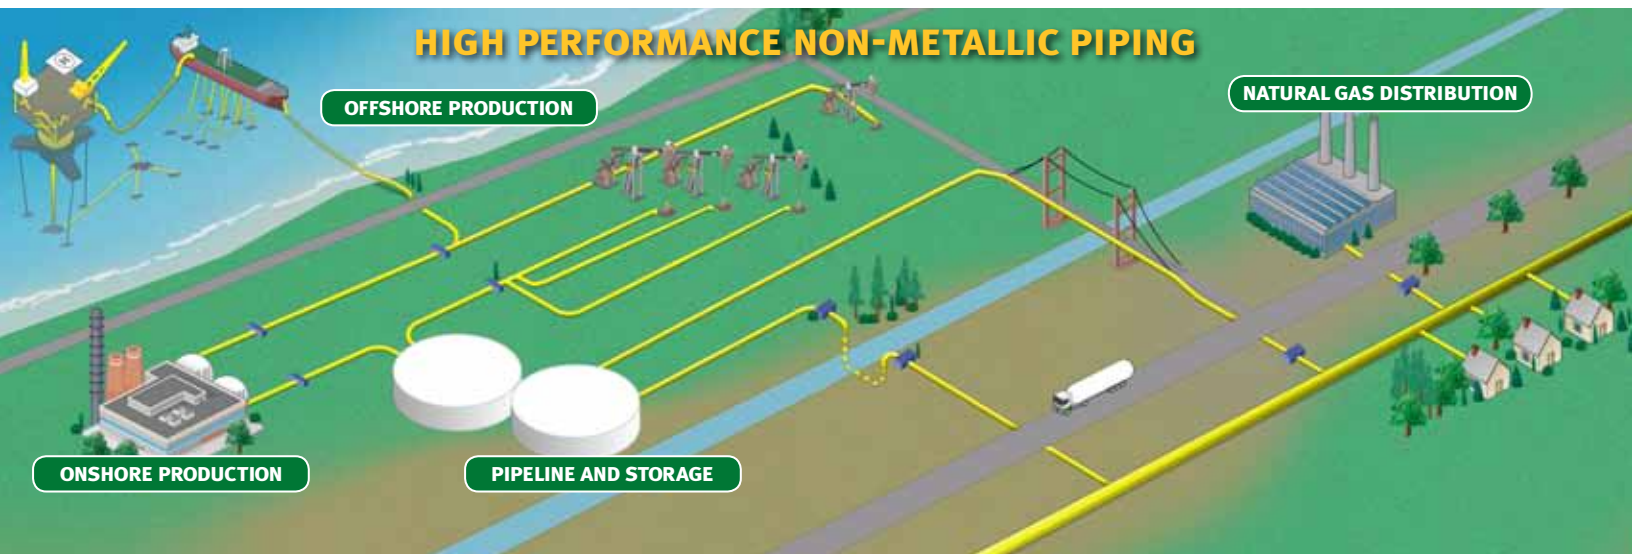 HIGH PERFORMANCE NON-METALLIC PIPING
OFFSHORE PRODUCTION
NATURAL GAS DISTRIBUTION
ONSHORE PRODUCTION
PIPELINE AND STORAGE